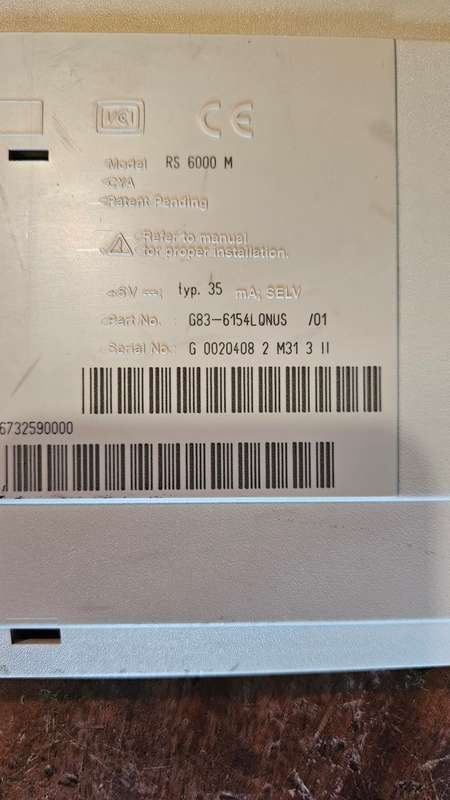 VCI CE
Model RS 6000 M
CYA
Patent Pending
Refer to manual
for proper installation.
typ. 35 mA; SELV
Part No. G83-6154LQNUS /01
Serial No.: G 0020408 2 M31 3 II
6732590000